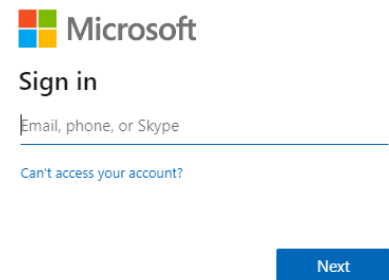 Microsoft
Sign in
Email, phone, or Skype
Can't access your account?
Next